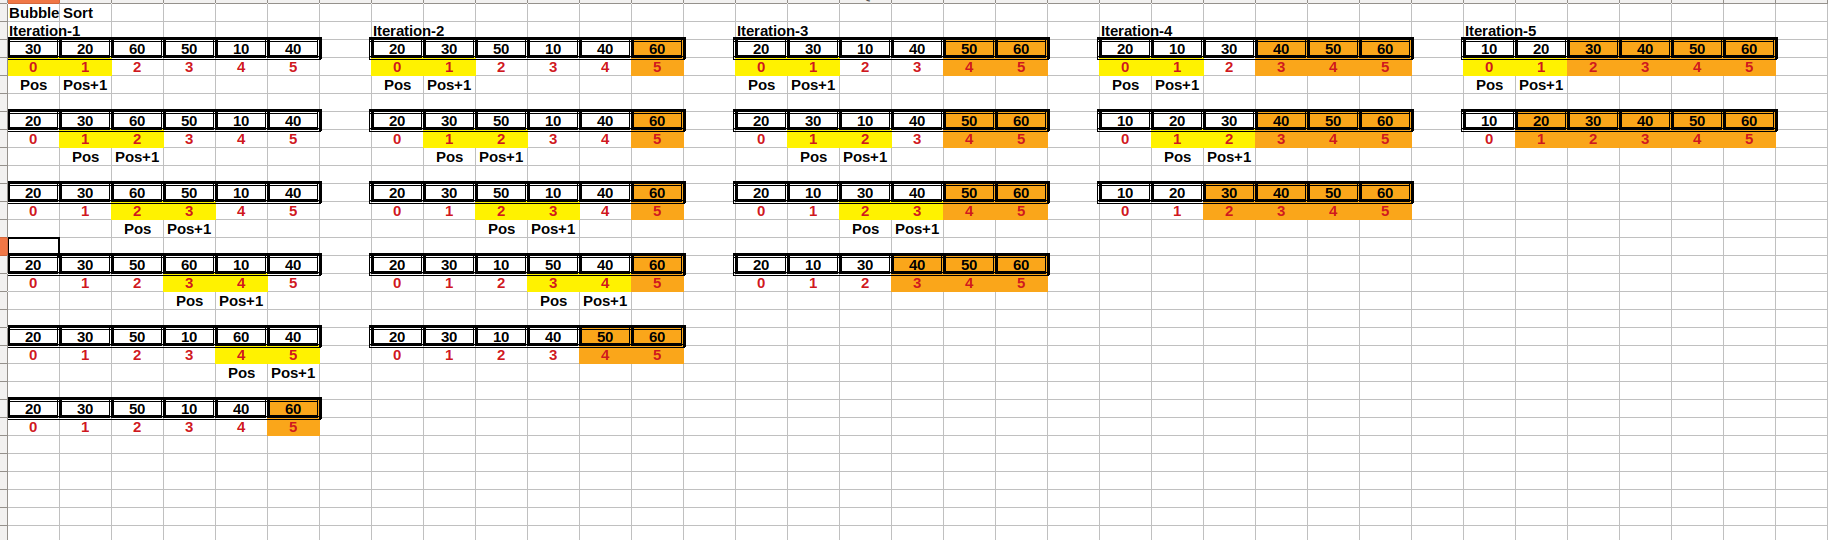 Bubble Sort
Iteration-1 Iteration-2 Iteration-3 Iteration-4 Iteration-5
30 20 60 50 10 40 20 30 50 10 40 60 20 30 10 40 50 60 20 10 30 40 50 60 10 20 30 40 50 60
0 1 2 3 4 5 0 1 2 3 4 5 0 1 2 3 4 5 0 1 2 3 4 5 0 1 2 3 4 5
Pos Pos+1 Pos Pos+1 Pos Pos+1 Pos Pos+1 Pos Pos+1
20 30 60 50 10 40 20 30 50 10 40 60 20 30 10 40 50 60 10 20 30 40 50 60 10 20 30 40 50 60
0 1 2 3 4 5 0 1 2 3 4 5 0 1 2 3 4 5 0 1 2 3 4 5 0 1 2 3 4 5
Pos Pos+1 Pos Pos+1 Pos Pos+1 Pos Pos+1
20 30 60 50 10 40 20 30 50 10 40 60 20 10 30 40 50 60 10 20 30 40 50 60
0 1 2 3 4 5 0 1 2 3 4 5 0 1 2 3 4 5 0 1 2 3 4 5
Pos Pos+1 Pos Pos+1 Pos Pos+1
20 30 50 60 10 40 20 30 10 50 40 60 20 10 30 40 50 60
0 1 2 3 4 5 0 1 2 3 4 5 0 1 2 3 4 5
Pos Pos+1 Pos Pos+1
20 30 50 10 60 40 20 30 10 40 50 60
0 1 2 3 4 5 0 1 2 3 4 5
Pos Pos+1
20 30 50 10 40 60
0 1 2 3 4 5